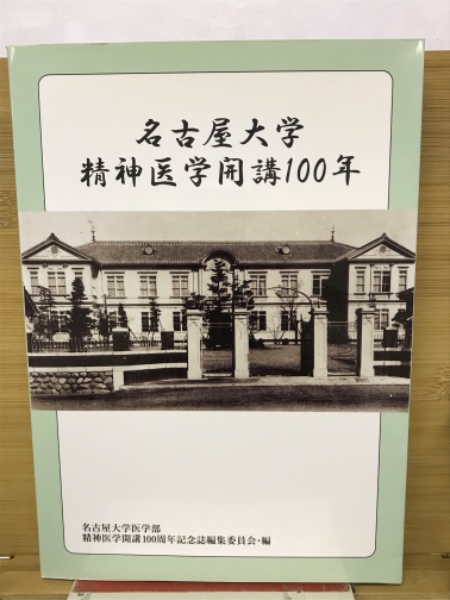 名古屋大学
精神医学開講100年
名古屋大学医学部
精神医学開講100周年記念誌編集委員会・編